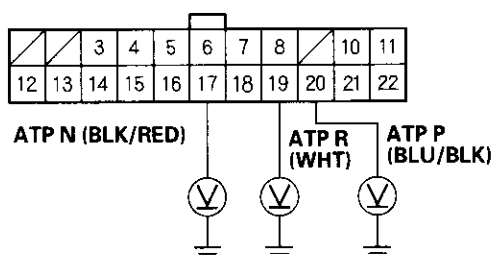 3 4 5 6 7 8 10 11
12 13 14 15 16 17 18 19 20 21 22
ATP N (BLK/RED)
ATP R
(WHT)
ATP P
(BLU/BLK)
V V V